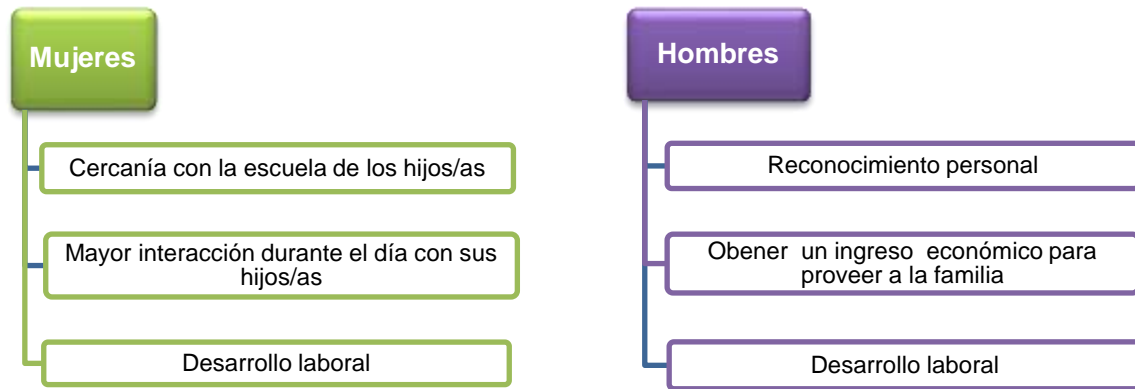 Mujeres
Cercanía con la escuela de los hijos/as
Mayor interacción durante el día con sus
hijos/as
Desarrollo laboral
Hombres
Reconocimiento personal
Obener un ingreso económico para
proveer a la familia
Desarrollo laboral